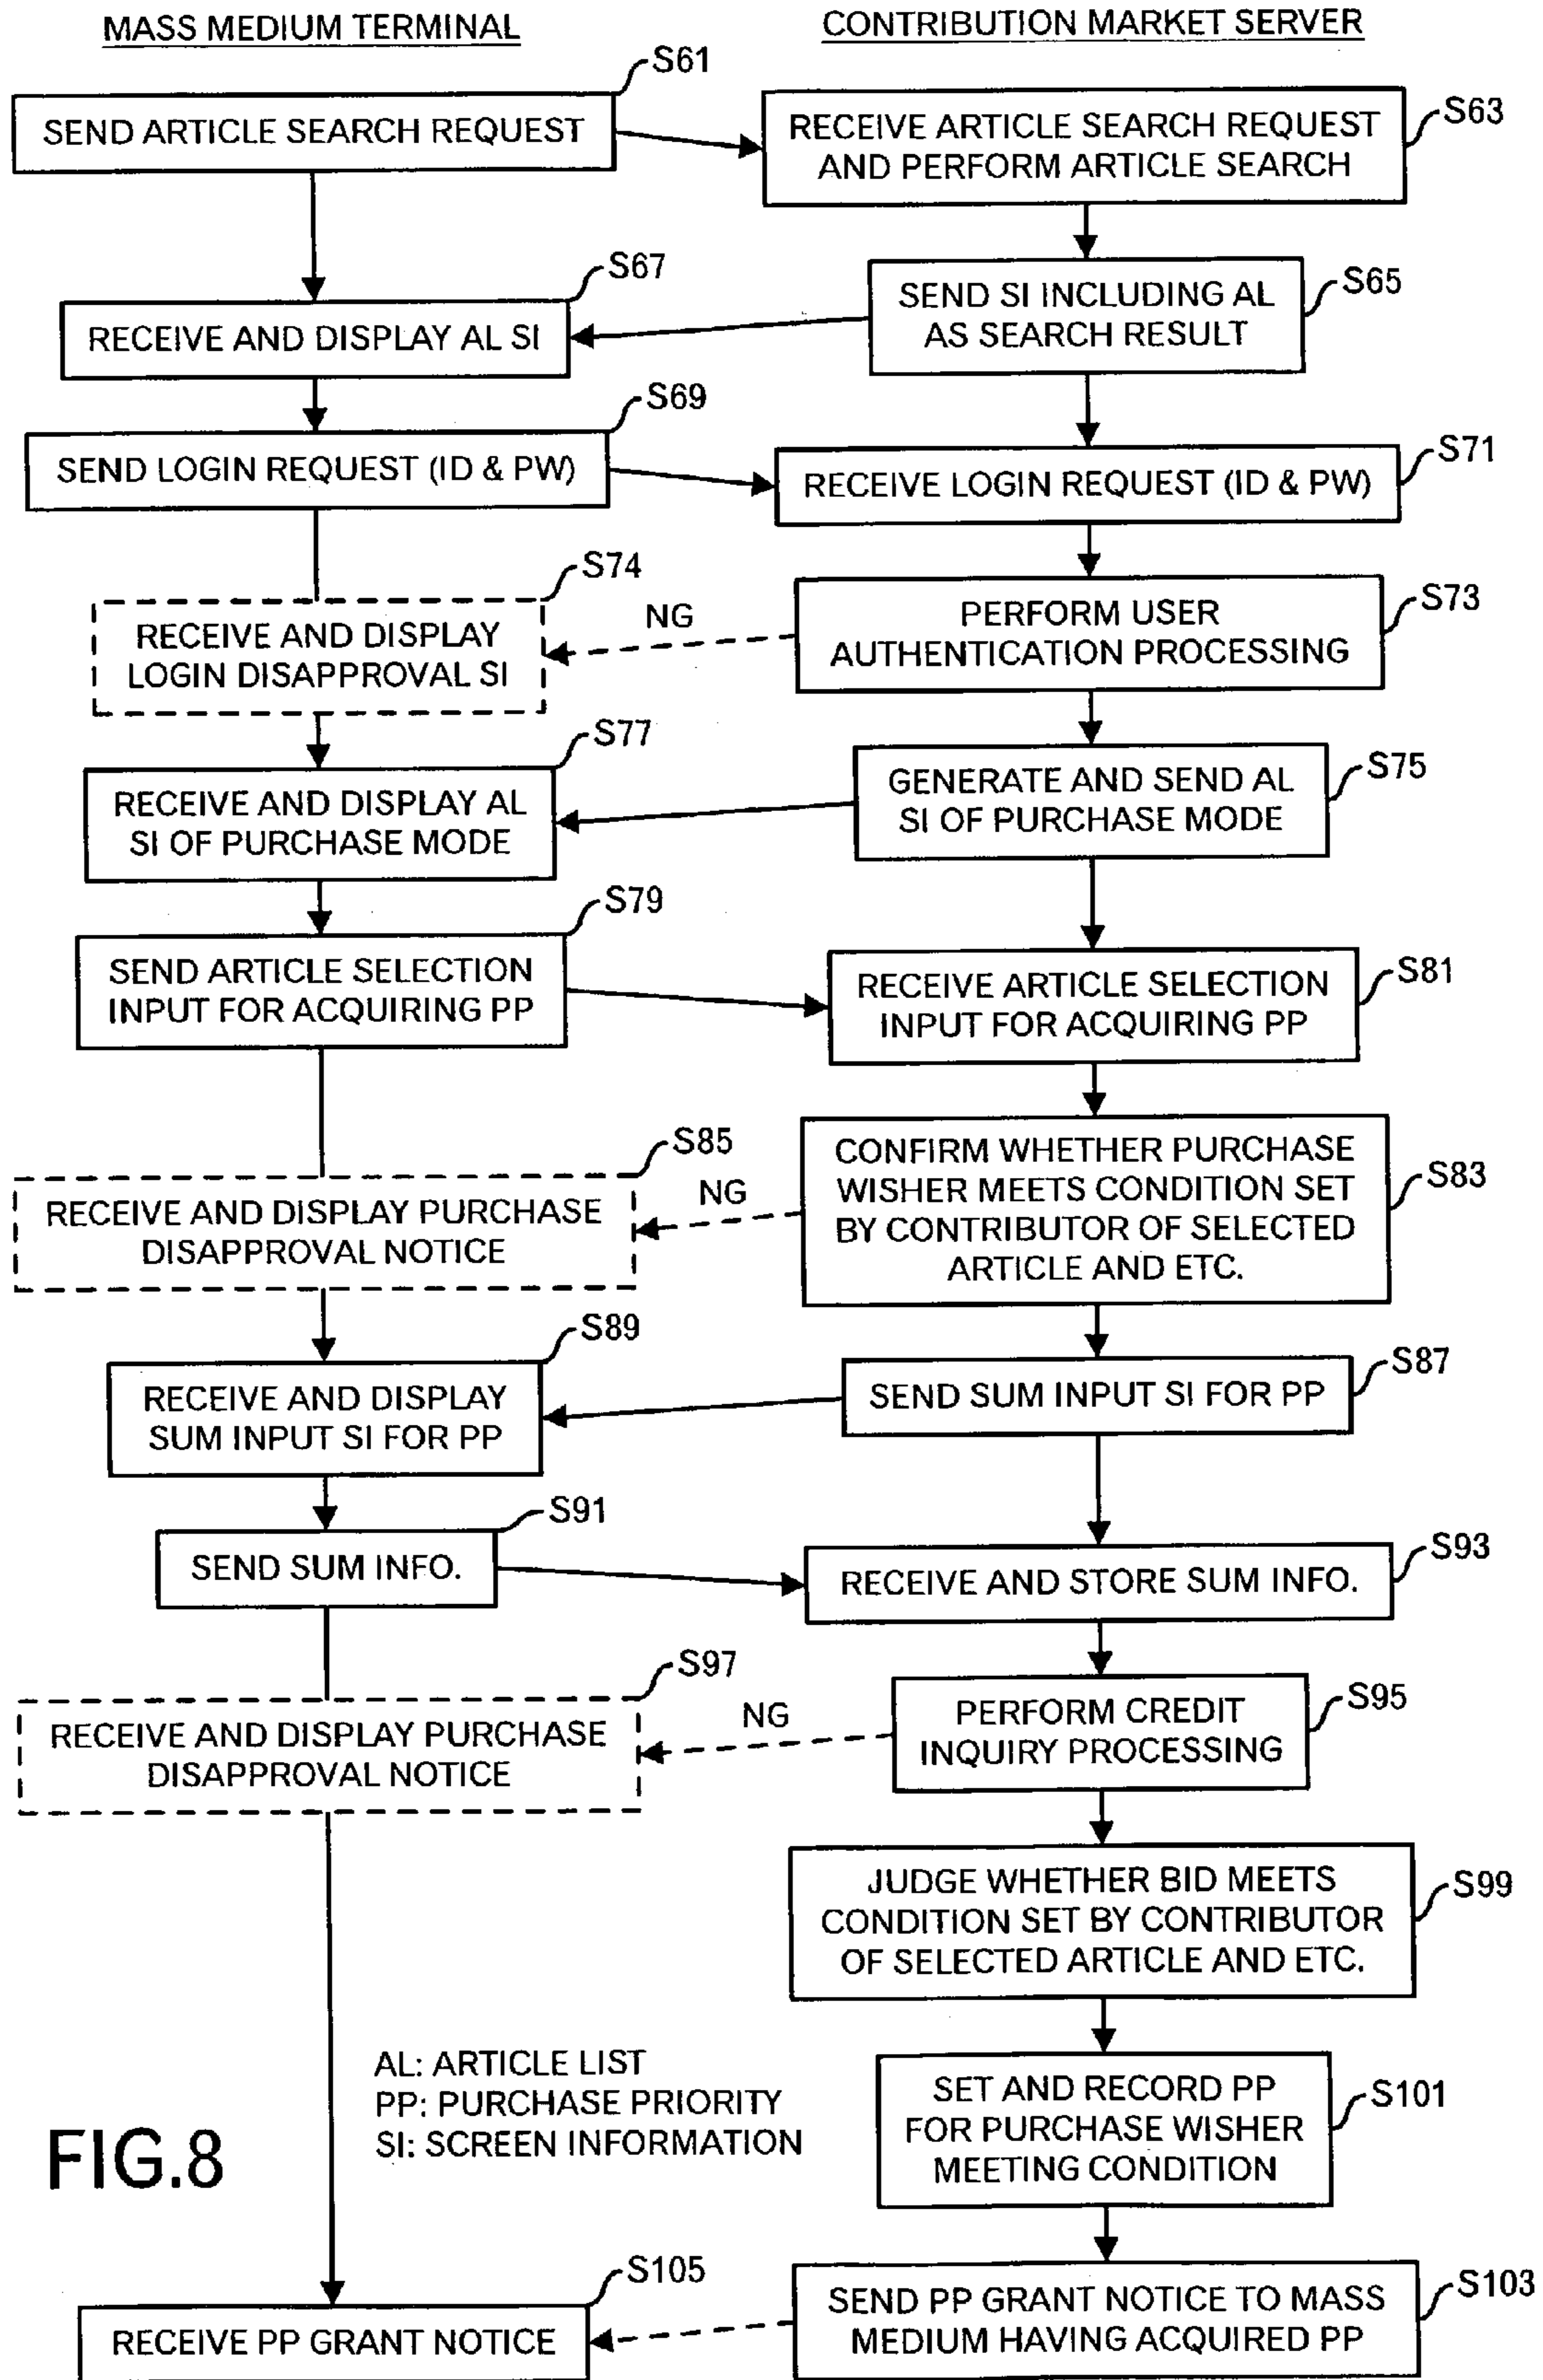 MASS MEDIUM TERMINAL
CONTRIBUTION MARKET SERVER
S61
SEND ARTICLE SEARCH REQUEST
S63
RECEIVE ARTICLE SEARCH REQUEST
AND PERFORM ARTICLE SEARCH
S67
RECEIVE AND DISPLAY AL SI
S65
SEND SI INCLUDING AL
AS SEARCH RESULT
S69
SEND LOGIN REQUEST (ID & PW)
S71
RECEIVE LOGIN REQUEST (ID & PW)
S74
RECEIVE AND DISPLAY
LOGIN DISAPPROVAL SI
NG
S73
PERFORM USER
AUTHENTICATION PROCESSING
S77
RECEIVE AND DISPLAY AL
SI OF PURCHASE MODE
S75
GENERATE AND SEND AL
SI OF PURCHASE MODE
S79
SEND ARTICLE SELECTION
INPUT FOR ACQUIRING PP
S81
RECEIVE ARTICLE SELECTION
INPUT FOR ACQUIRING PP
S85
RECEIVE AND DISPLAY PURCHASE
DISAPPROVAL NOTICE
NG
S83
CONFIRM WHETHER PURCHASE
WISHER MEETS CONDITION SET
BY CONTRIBUTOR OF SELECTED
ARTICLE AND ETC.
S89
RECEIVE AND DISPLAY
SUM INPUT SI FOR PP
S87
SEND SUM INPUT SI FOR PP
S91
SEND SUM INFO.
S93
RECEIVE AND STORE SUM INFO.
S97
RECEIVE AND DISPLAY PURCHASE
DISAPPROVAL NOTICE
NG
S95
PERFORM CREDIT
INQUIRY PROCESSING
S99
JUDGE WHETHER BID MEETS
CONDITION SET BY CONTRIBUTOR
OF SELECTED ARTICLE AND ETC.
AL: ARTICLE LIST
PP: PURCHASE PRIORITY
SI: SCREEN INFORMATION
S101
SET AND RECORD PP
FOR PURCHASE WISHER
MEETING CONDITION
FIG.8
S105
RECEIVE PP GRANT NOTICE
S103
SEND PP GRANT NOTICE TO MASS
MEDIUM HAVING ACQUIRED PP